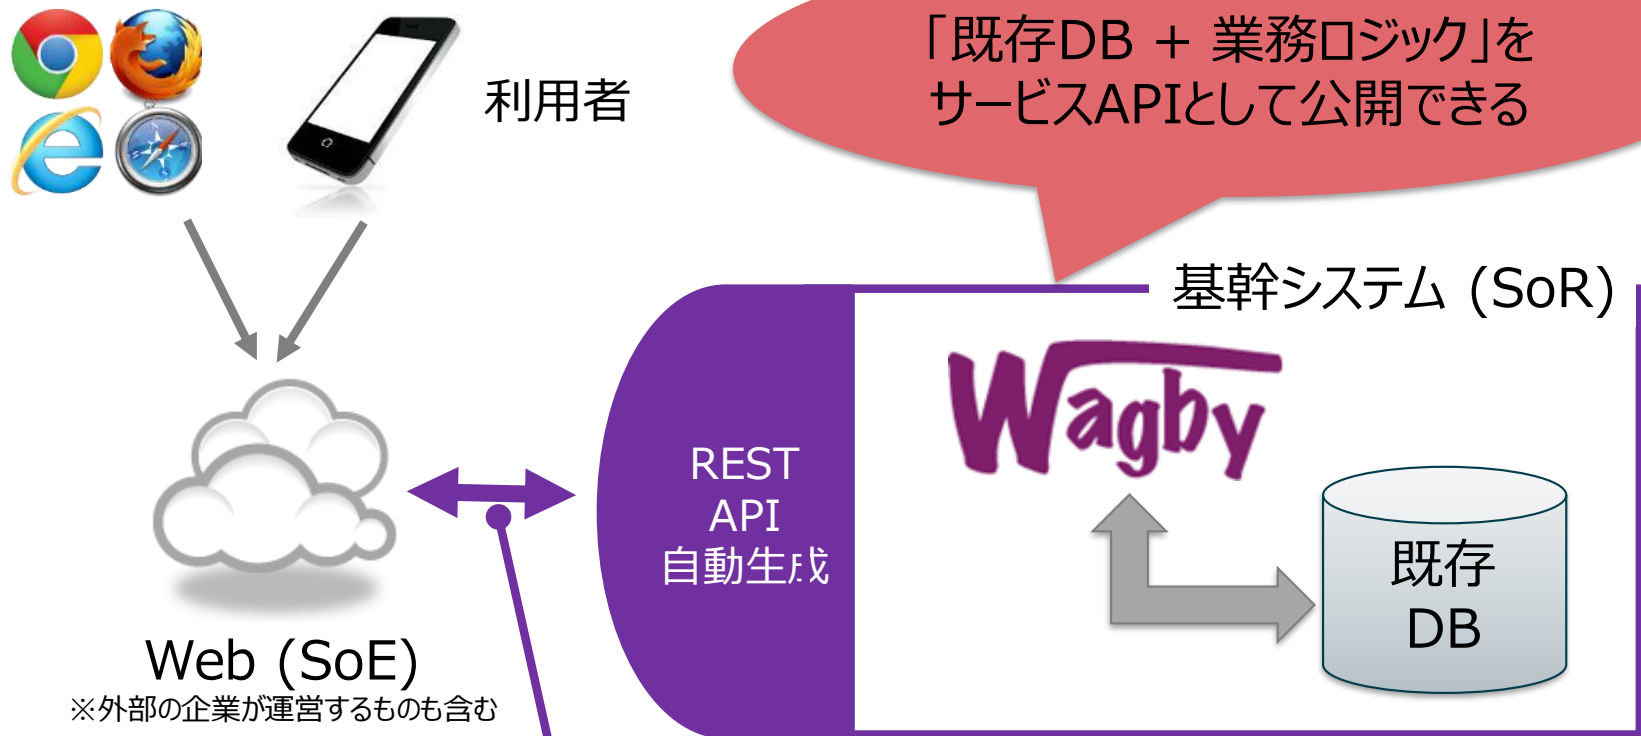 「既存DB + 業務ロジック」を
サービスAPIとして公開できる
利用者
基幹システム (SoR)
Wagby
REST
API
自動生成
既存
DB
Web (SoE)
※外部の企業が運営するものも含む